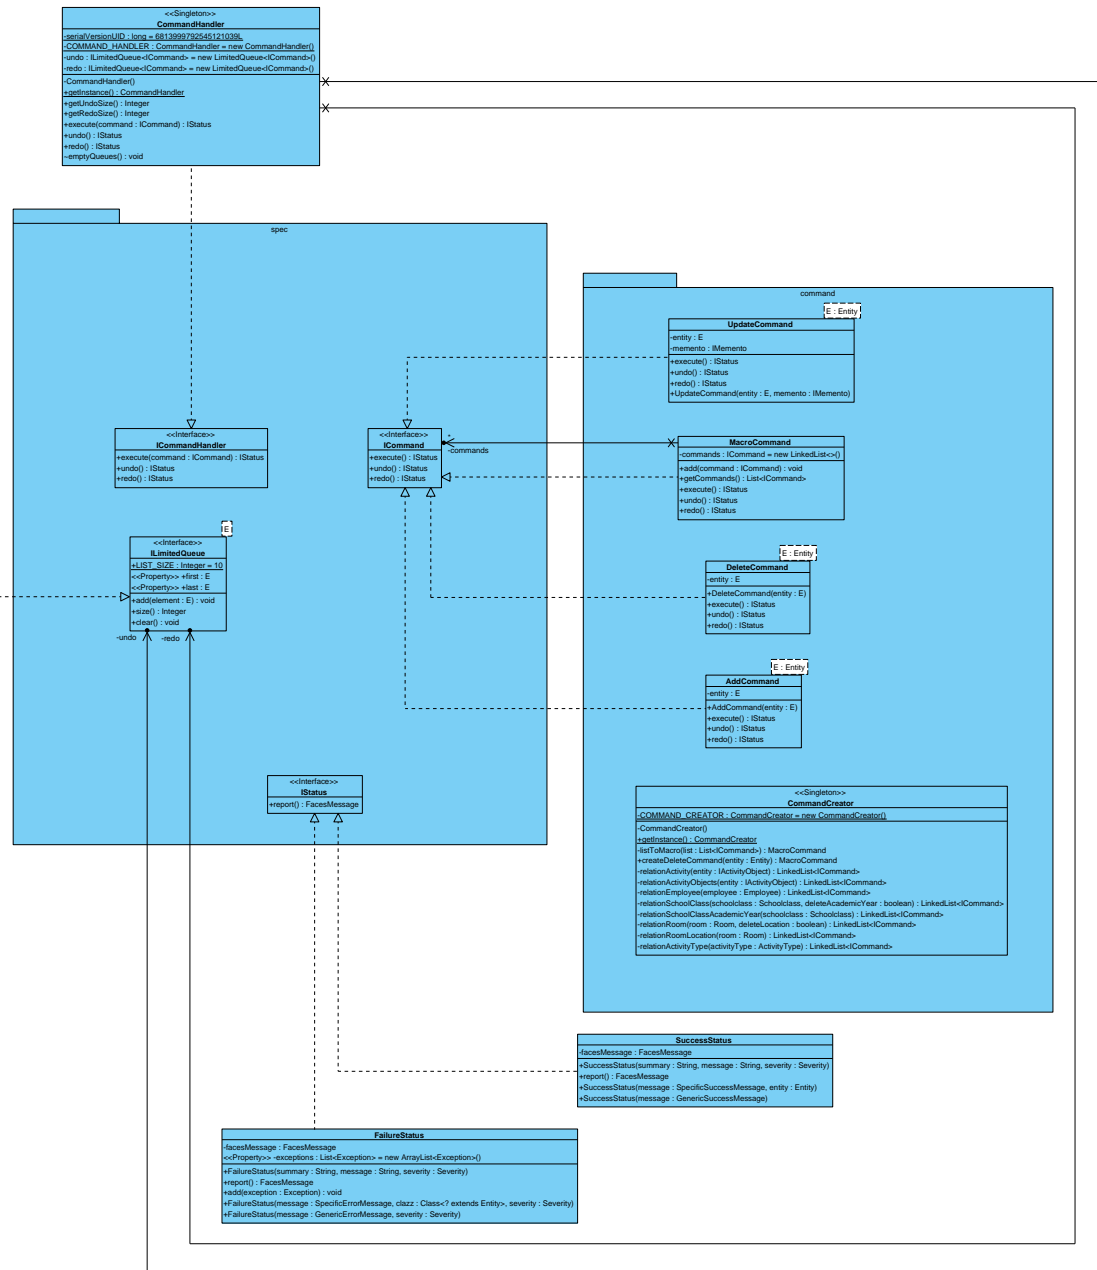 <<Singleton>>
CommandHandler
-serialVersionUID : long = 6813999792545121039L
-COMMAND_HANDLER : CommandHandler = new CommandHandler()
-undo : ILimitedQueue<ICommand> = new LimitedQueue<ICommand>()
-redo : ILimitedQueue<ICommand> = new LimitedQueue<ICommand>()
-CommandHandler()
+getInstance() : CommandHandler
+getUndoSize() : Integer
+getRedoSize() : Integer
+execute(command : ICommand) : IStatus
+undo() : IStatus
+redo() : IStatus
~emptyQueues() : void
spec
<<Interface>>
ICommandHandler
+execute(command : ICommand) : IStatus
+undo() : IStatus
+redo() : IStatus
<<Interface>>
ICommand
+execute() : IStatus
+undo() : IStatus
+redo() : IStatus
*
-commands
E
<<Interface>>
ILimitedQueue
+LIST_SIZE : Integer = 10
<<Property>> +first : E
<<Property>> +last : E
+add(element : E) : void
+size() : Integer
+clear() : void
-undo
-redo
<<Interface>>
IStatus
+report() : FacesMessage
command
E : Entity
UpdateCommand
-entity : E
-memento : IMemento
+execute() : IStatus
+undo() : IStatus
+redo() : IStatus
+UpdateCommand(entity : E, memento : IMemento)
MacroCommand
-commands : ICommand = new LinkedList<>()
+add(command : ICommand) : void
+getCommands() : List<ICommand>
+execute() : IStatus
+undo() : IStatus
+redo() : IStatus
E : Entity
DeleteCommand
-entity : E
+DeleteCommand(entity : E)
+execute() : IStatus
+undo() : IStatus
+redo() : IStatus
E : Entity
AddCommand
-entity : E
+AddCommand(entity : E)
+execute() : IStatus
+undo() : IStatus
+redo() : IStatus
<<Singleton>>
CommandCreator
-COMMAND_CREATOR : CommandCreator = new CommandCreator()
-CommandCreator()
+getInstance() : CommandCreator
-listToMacro(list : List<ICommand>) : MacroCommand
+createDeleteCommand(entity : Entity) : MacroCommand
-relationActivity(entity : IActivityObject) : LinkedList<ICommand>
-relationActivityObjects(entity : IActivityObject) : LinkedList<ICommand>
-relationEmployee(employee : Employee) : LinkedList<ICommand>
-relationSchoolClass(schoolclass : Schoolclass, deleteAcademicYear : boolean) : LinkedList<ICommand>
-relationSchoolClassAcademicYear(schoolclass : Schoolclass) : LinkedList<ICommand>
-relationRoom(room : Room, deleteLocation : boolean) : LinkedList<ICommand>
-relationRoomLocation(room : Room) : LinkedList<ICommand>
-relationActivityType(activityType : ActivityType) : LinkedList<ICommand>
SuccessStatus
-facesMessage : FacesMessage
+SuccessStatus(summary : String, message : String, severity : Severity)
+report() : FacesMessage
+SuccessStatus(message : SpecificSuccessMessage, entity : Entity)
+SuccessStatus(message : GenericSuccessMessage)
FailureStatus
-facesMessage : FacesMessage
<<Property>> -exceptions : List<Exception> = new ArrayList<Exception>()
+FailureStatus(summary : String, message : String, severity : Severity)
+report() : FacesMessage
+add(exception : Exception) : void
+FailureStatus(message : SpecificErrorMessage, clazz : Class<? extends Entity>, severity : Severity)
+FailureStatus(message : GenericErrorMessage, severity : Severity)